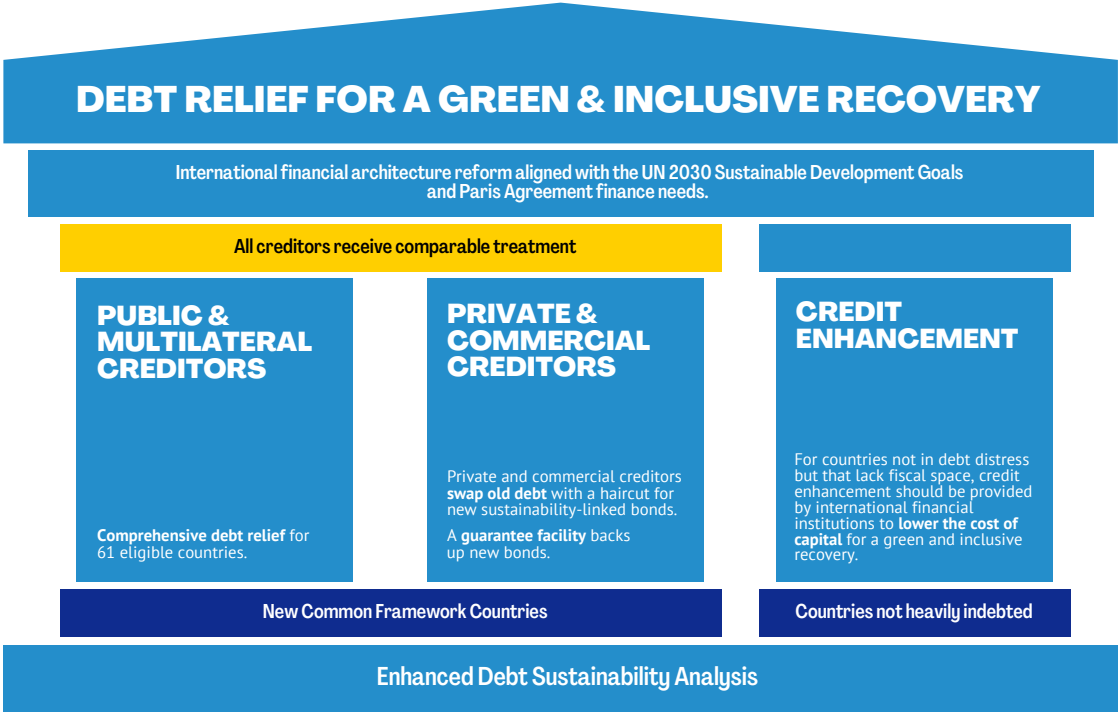 DEBT RELIEF FOR A GREEN & INCLUSIVE RECOVERY
International financial architecture reform aligned with the UN 2030 Sustainable Development Goals
and Paris Agreement finance needs.
All creditors receive comparable treatment
PUBLIC &
MULTILATERAL
CREDITORS
Comprehensive debt relief for
61 eligible countries.
PRIVATE &
COMMERCIAL
CREDITORS
Private and commercial creditors
swap old debt with a haircut for
new sustainability-linked bonds.
A guarantee facility backs
up new bonds.
CREDIT
ENHANCEMENT
For countries not in debt distress
but that lack fiscal space, credit
enhancement should be provided
by international financial
institutions to lower the cost of
capital for a green and inclusive
recovery.
New Common Framework Countries
Countries not heavily indebted
Enhanced Debt Sustainability Analysis